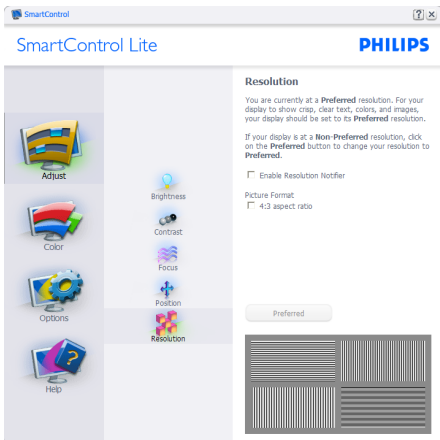 SmartControl
SmartControl Lite
PHILIPS
Adjust
Color
Options
Help
Brightness
Contrast
Focus
Position
Resolution
Resolution
You are currently at a Preferred resolution. For your
display to show crisp, clear text, colors, and images,
your display should be set to its Preferred resolution.
If your display is at a Non-Preferred resolution, click
on the Preferred button to change your resolution to
Preferred.
Enable Resolution Notifier
Picture Format
4:3 aspect ratio
Preferred